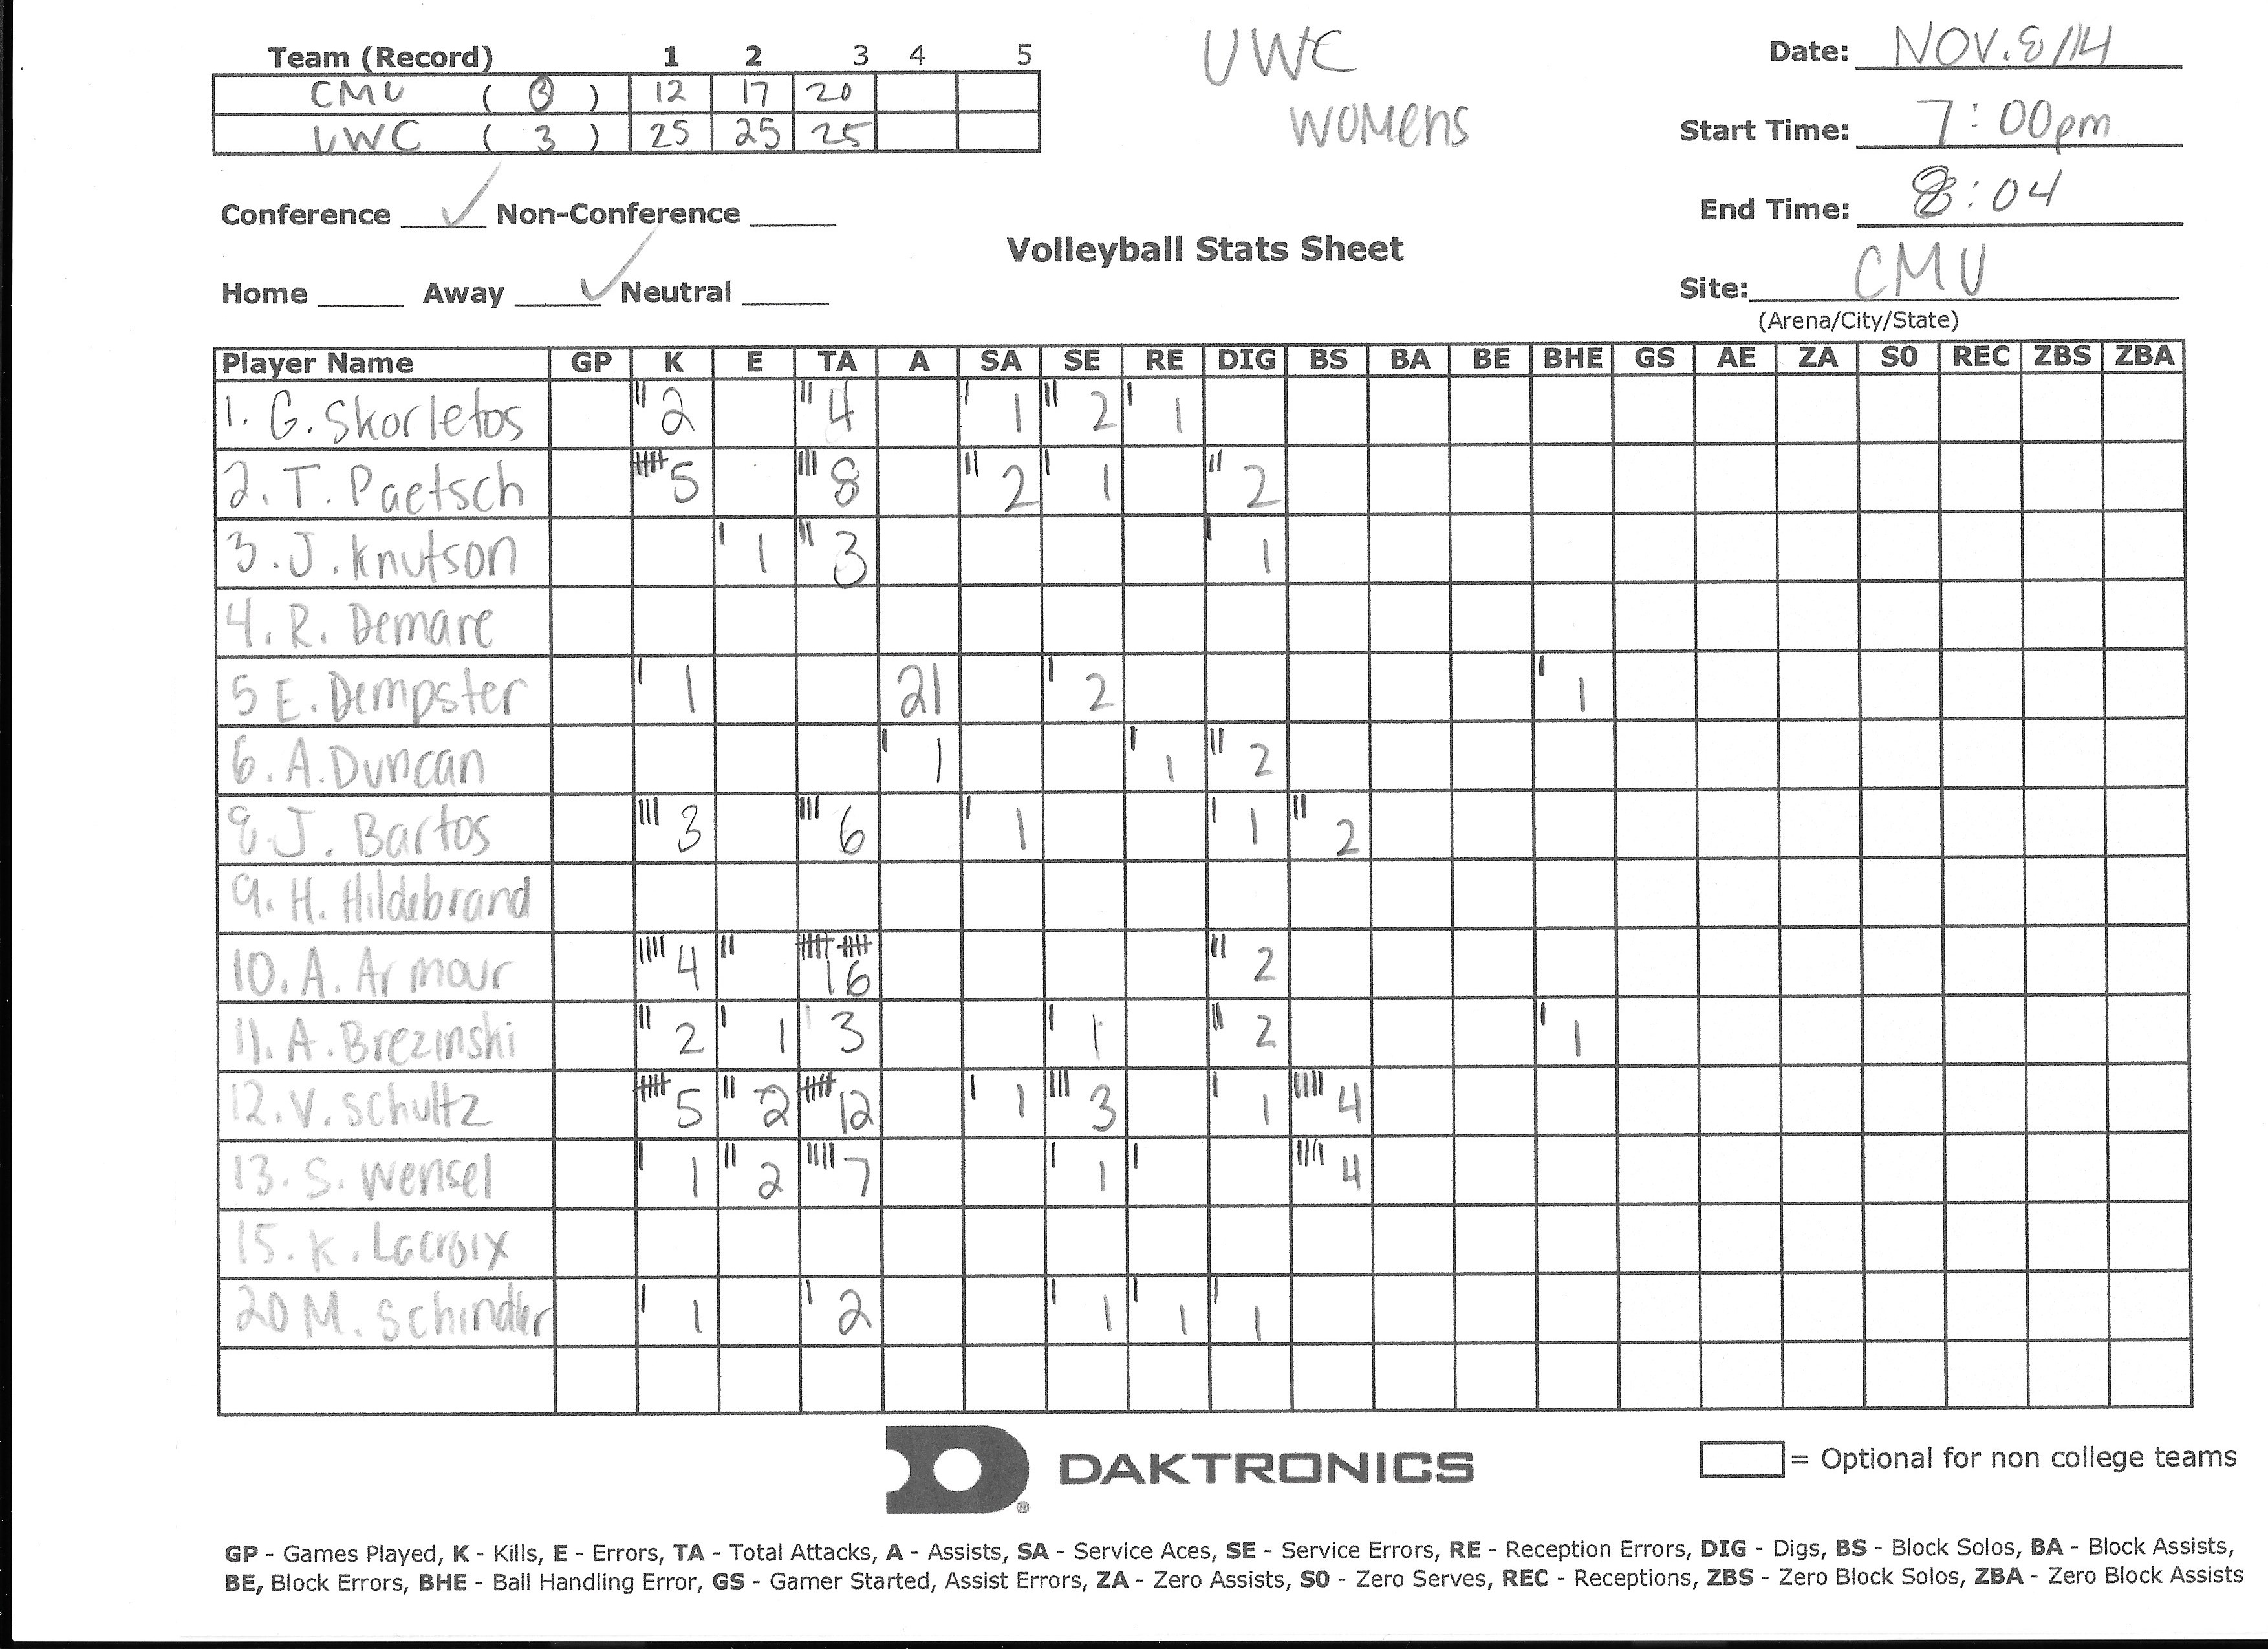 Team (Record) 1 2 3 4 5
CMU ( 0 ) 12 17 20
UWC ( 3 ) 25 25 25
UWC
Womens
Date: NOV. 8/14
Start Time: 7:00pm
End Time: 8:04
Conference ✓ Non-Conference
Volleyball Stats Sheet
Home Away ✓ Neutral
Site: CMU
(Arena/City/State)
Player Name GP K E TA A SA SE RE DIG BS BA BE BHE GS AE ZA SO REC ZBS ZBA
1. G. Skorletos 2 4 1 2 1
2. T. Paetsch 5 8 2 1 2
3. J. Knutson 1 3 1
4. R. Demare
5 E. Dempster 1 21 2 1
6. A. Duncan 1 1 2
8. J. Bartos 3 6 1 1 2
9. H. Hildebrand
10. A. Armour 4 16 2
11. A. Brezinski 2 1 3 1 2 1
12. V. Schultz 5 2 12 1 3 1 4
13. S. Wensel 1 2 7 1 4
15. K. Lacroix
20 M. Schindler 1 2 1 1 1
DAKTRONICS
= Optional for non college teams
GP - Games Played, K - Kills, E - Errors, TA - Total Attacks, A - Assists, SA - Service Aces, SE - Service Errors, RE - Reception Errors, DIG - Digs, BS - Block Solos, BA - Block Assists,
BE, Block Errors, BHE - Ball Handling Error, GS - Gamer Started, Assist Errors, ZA - Zero Assists, SO - Zero Serves, REC - Receptions, ZBS - Zero Block Solos, ZBA - Zero Block Assists